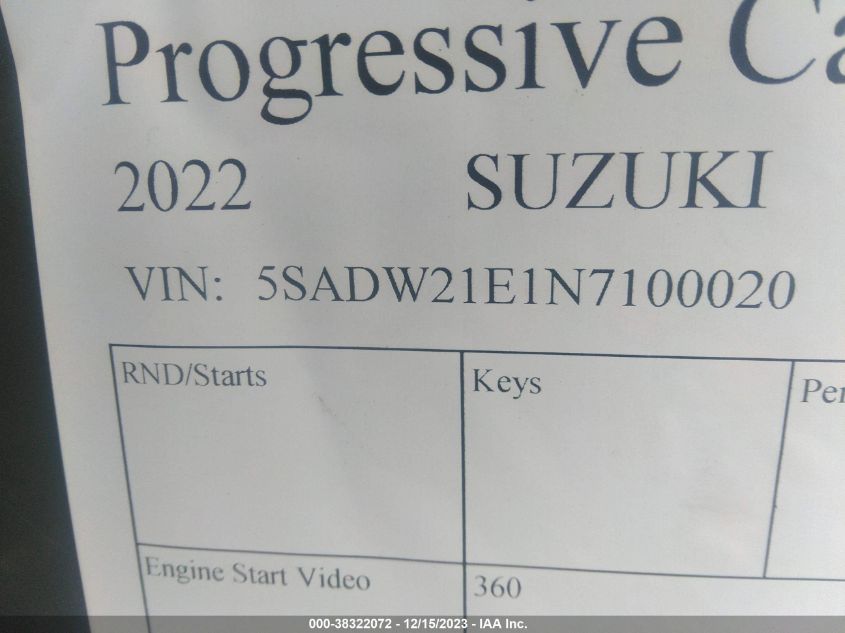 Progressive
2022 SUZUKI
VIN: 5SADW21E1N7100020
RND/Starts Keys
Engine Start Video 360
000-38322072 - 12/15/2023 - IAA Inc.